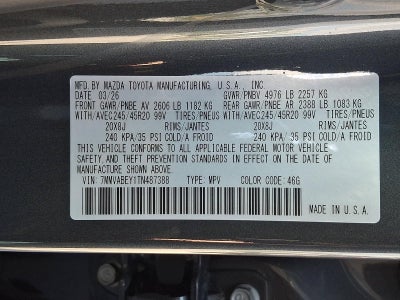 MFD. BY MAZDA TOYOTA MANUFACTURING, U.S.A., INC.
DATE 03/26 GVWR/PNBV 4976 LB 2257 KG
FRONT GAWR/PNBE AV 2606 LB 1182 KG REAR GAWR/PNBE AR 2388 LB 1083 KG
WITH/AVEC245/45R20 99V TIRES/PNEUS WITH/AVEC245/45R20 99V TIRES/PNEUS
20X8J RIMS/JANTES 20X8J RIMS/JANTES
240 KPA/35 PSI COLD/A FROID 240 KPA/35 PSI COLD/A FROID
THIS VEHICLE CONFORMS TO ALL APPLICABLE FEDERAL MOTOR VEHICLE
SAFETY AND THEFT PREVENTION STANDARDS IN EFFECT ON THE DATE OF
MANUFACTURE SHOWN ABOVE.
VIN: 7MMVABEY1TN487388 TYPE: MPV COLOR CODE: 46G
MADE IN U.S.A.